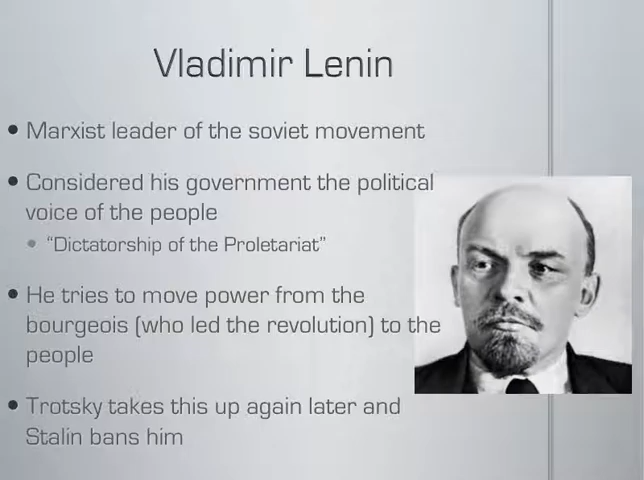 Vladimir Lenin
• Marxist leader of the soviet movement
• Considered his government the political
voice of the people
• “Dictatorship of the Proletariat”
• He tries to move power from the
bourgeois (who led the revolution) to the
people
• Trotsky takes this up again later and
Stalin bans him